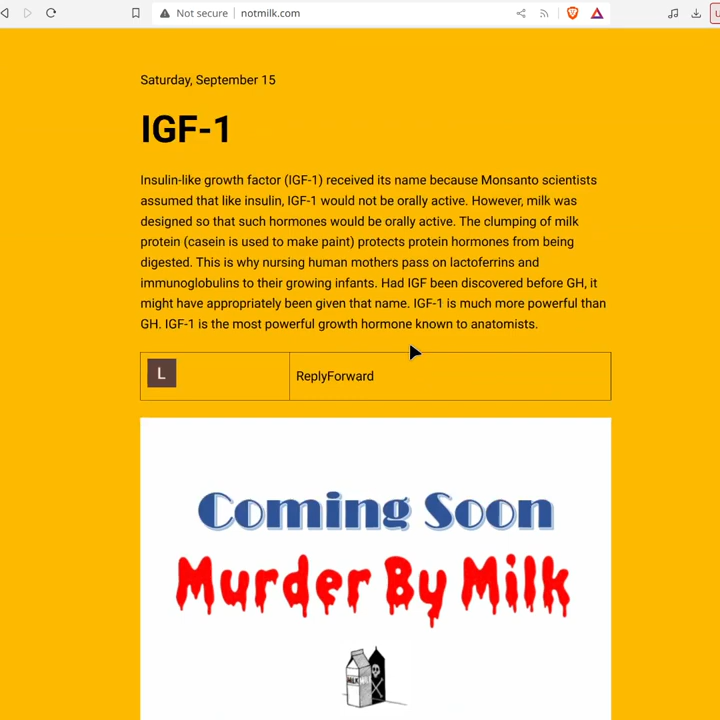 Not secure
notmilk.com
Saturday, September 15
IGF-1
Insulin-like growth factor (IGF-1) received its name because Monsanto scientists
assumed that like insulin, IGF-1 would not be orally active. However, milk was
designed so that such hormones would be orally active. The clumping of milk
protein (casein is used to make paint) protects protein hormones from being
digested. This is why nursing human mothers pass on lactoferrins and
immunoglobulins to their growing infants. Had IGF been discovered before GH, it
might have appropriately been given that name. IGF-1 is much more powerful than
GH. IGF-1 is the most powerful growth hormone known to anatomists.
L
ReplyForward
Coming Soon
Murder By Milk
MILK